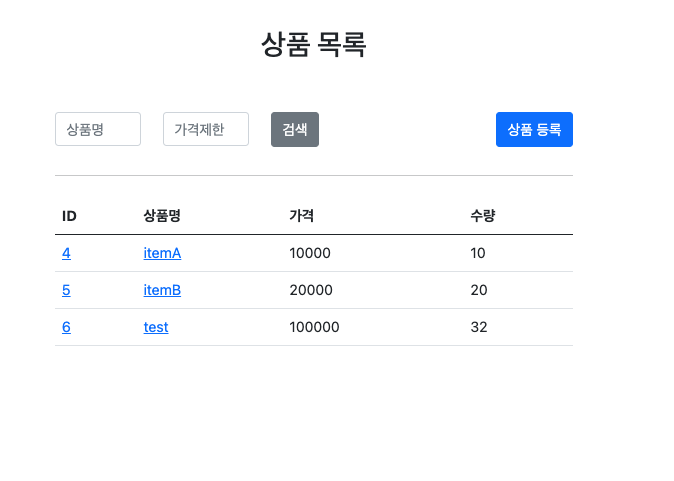 상품 목록
상품명 가격제한 검색 상품 등록
ID 상품명 가격 수량
4 itemA 10000 10
5 itemB 20000 20
6 test 100000 32